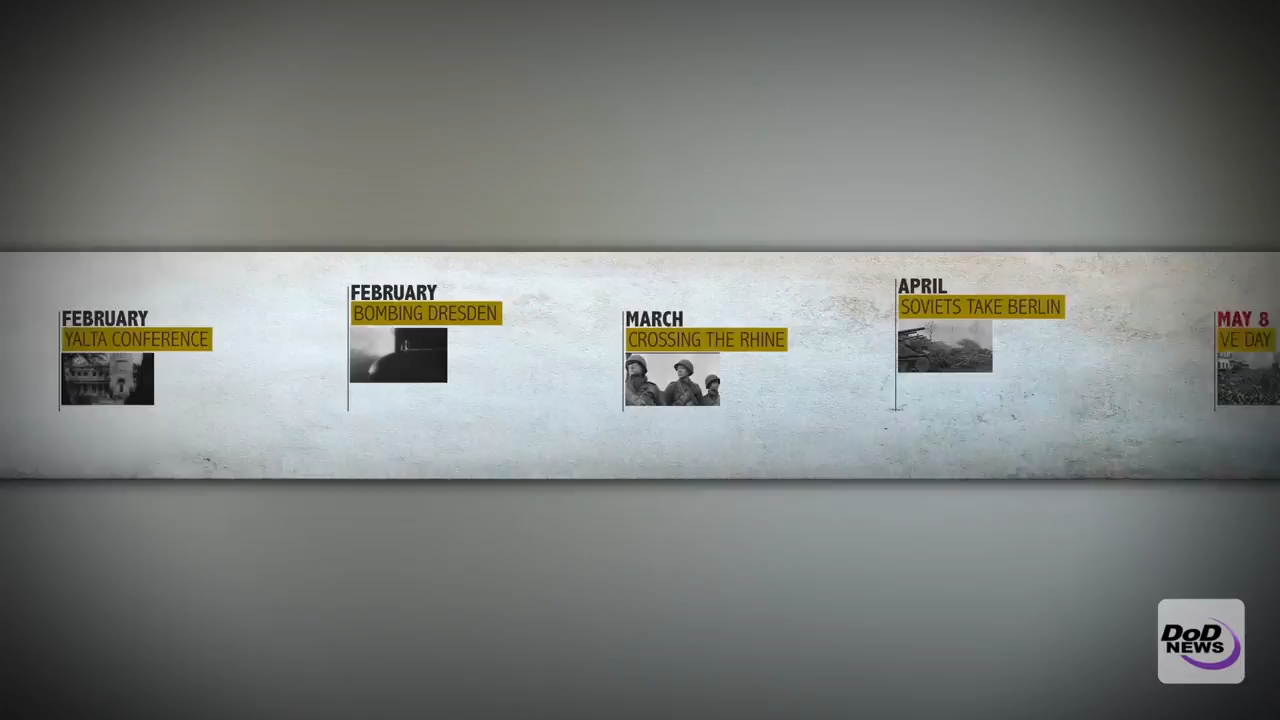 FEBRUARY
YALTA CONFERENCE
FEBRUARY
BOMBING DRESDEN
MARCH
CROSSING THE RHINE
APRIL
SOVIETS TAKE BERLIN
MAY 8
VE DAY
DoD
NEWS